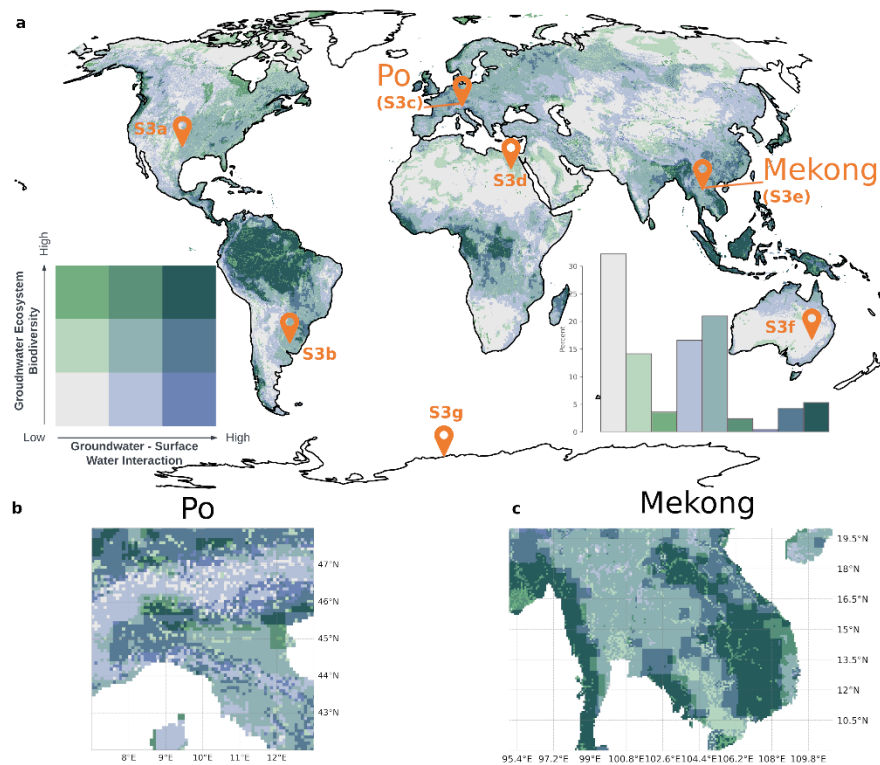 a
Po
(S3c)
S3a
S3d
Mekong
(S3e)
High
Groudnwater Ecosystem
Biodiversity
Low
High
Groundwater - Surface
Water Interaction
S3b
30
25
20
15
10
5
0
Percent
S3f
S3g
b
Po
47°N
46°N
45°N
44°N
43°N
8°E 9°E 10°E 11°E 12°E
c
Mekong
19.5°N
18°N
16.5°N
15°N
13.5°N
12°N
10.5°N
95.4°E 97.2°E 99°E 100.8°E 102.6°E 104.4°E 106.2°E 108°E 109.8°E